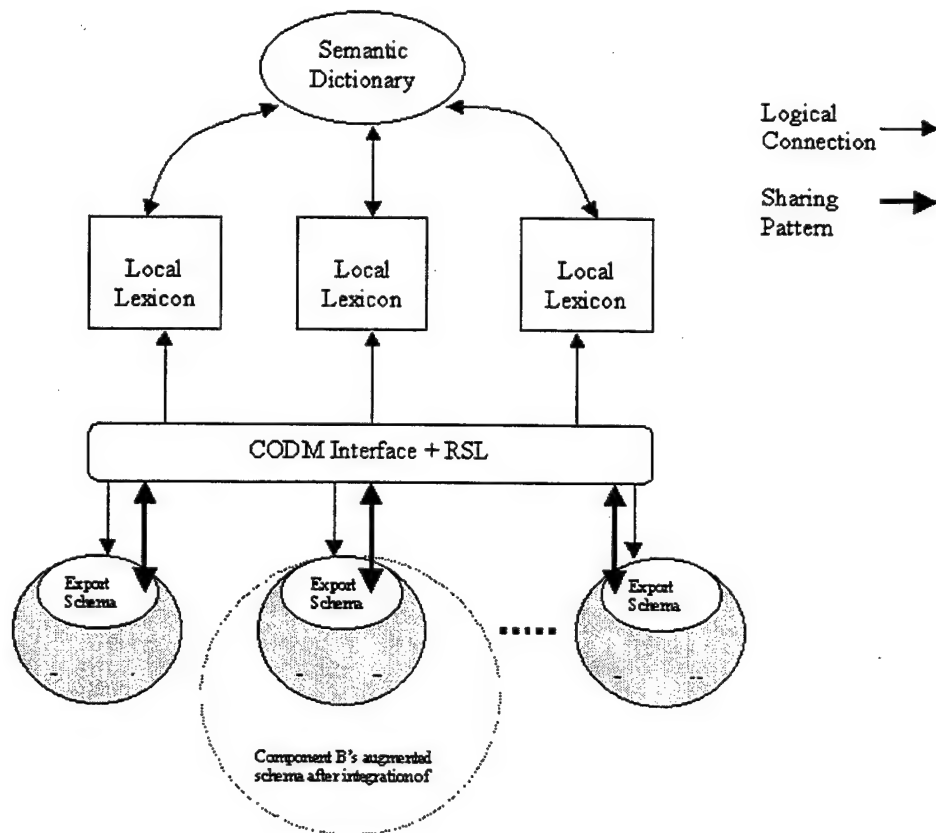 Semantic
Dictionary
Logical
Connection
Sharing
Pattern
Local
Lexicon
Local
Lexicon
Local
Lexicon
CODM Interface + RSL
Export
Schema
Export
Schema
Export
Schema
Component B's augmented
schema after integration of